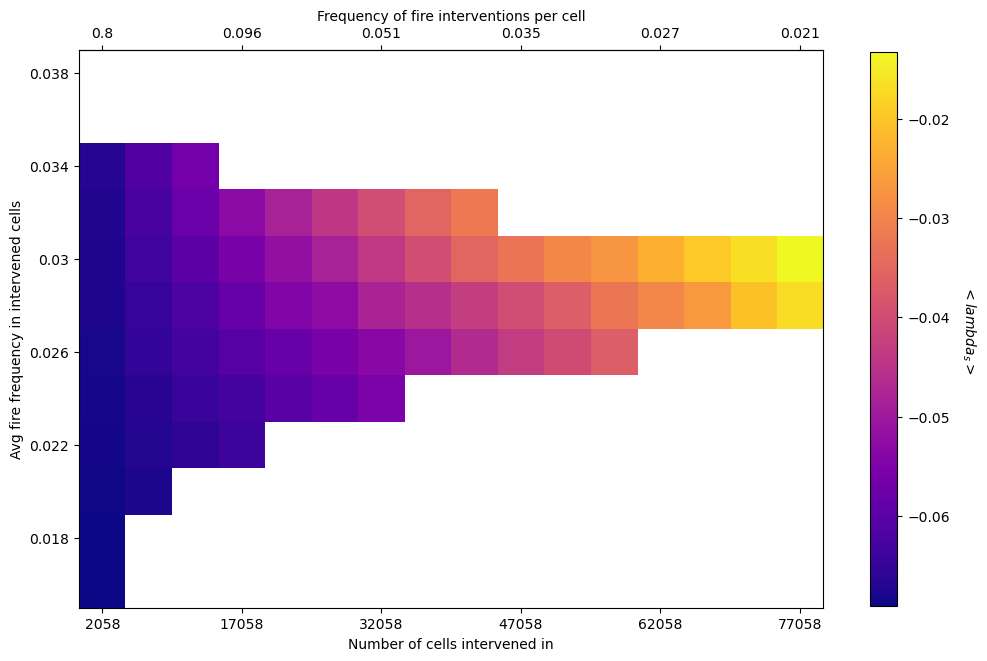 Frequency of fire interventions per cell
0.8 0.096 0.051 0.035 0.027 0.021
Avg fire frequency in intervened cells
0.038
0.034
0.03
0.026
0.022
0.018
2058 17058 32058 47058 62058 77058
Number of cells intervened in
−0.02
−0.03
−0.04
−0.05
−0.06
< lambda_s >